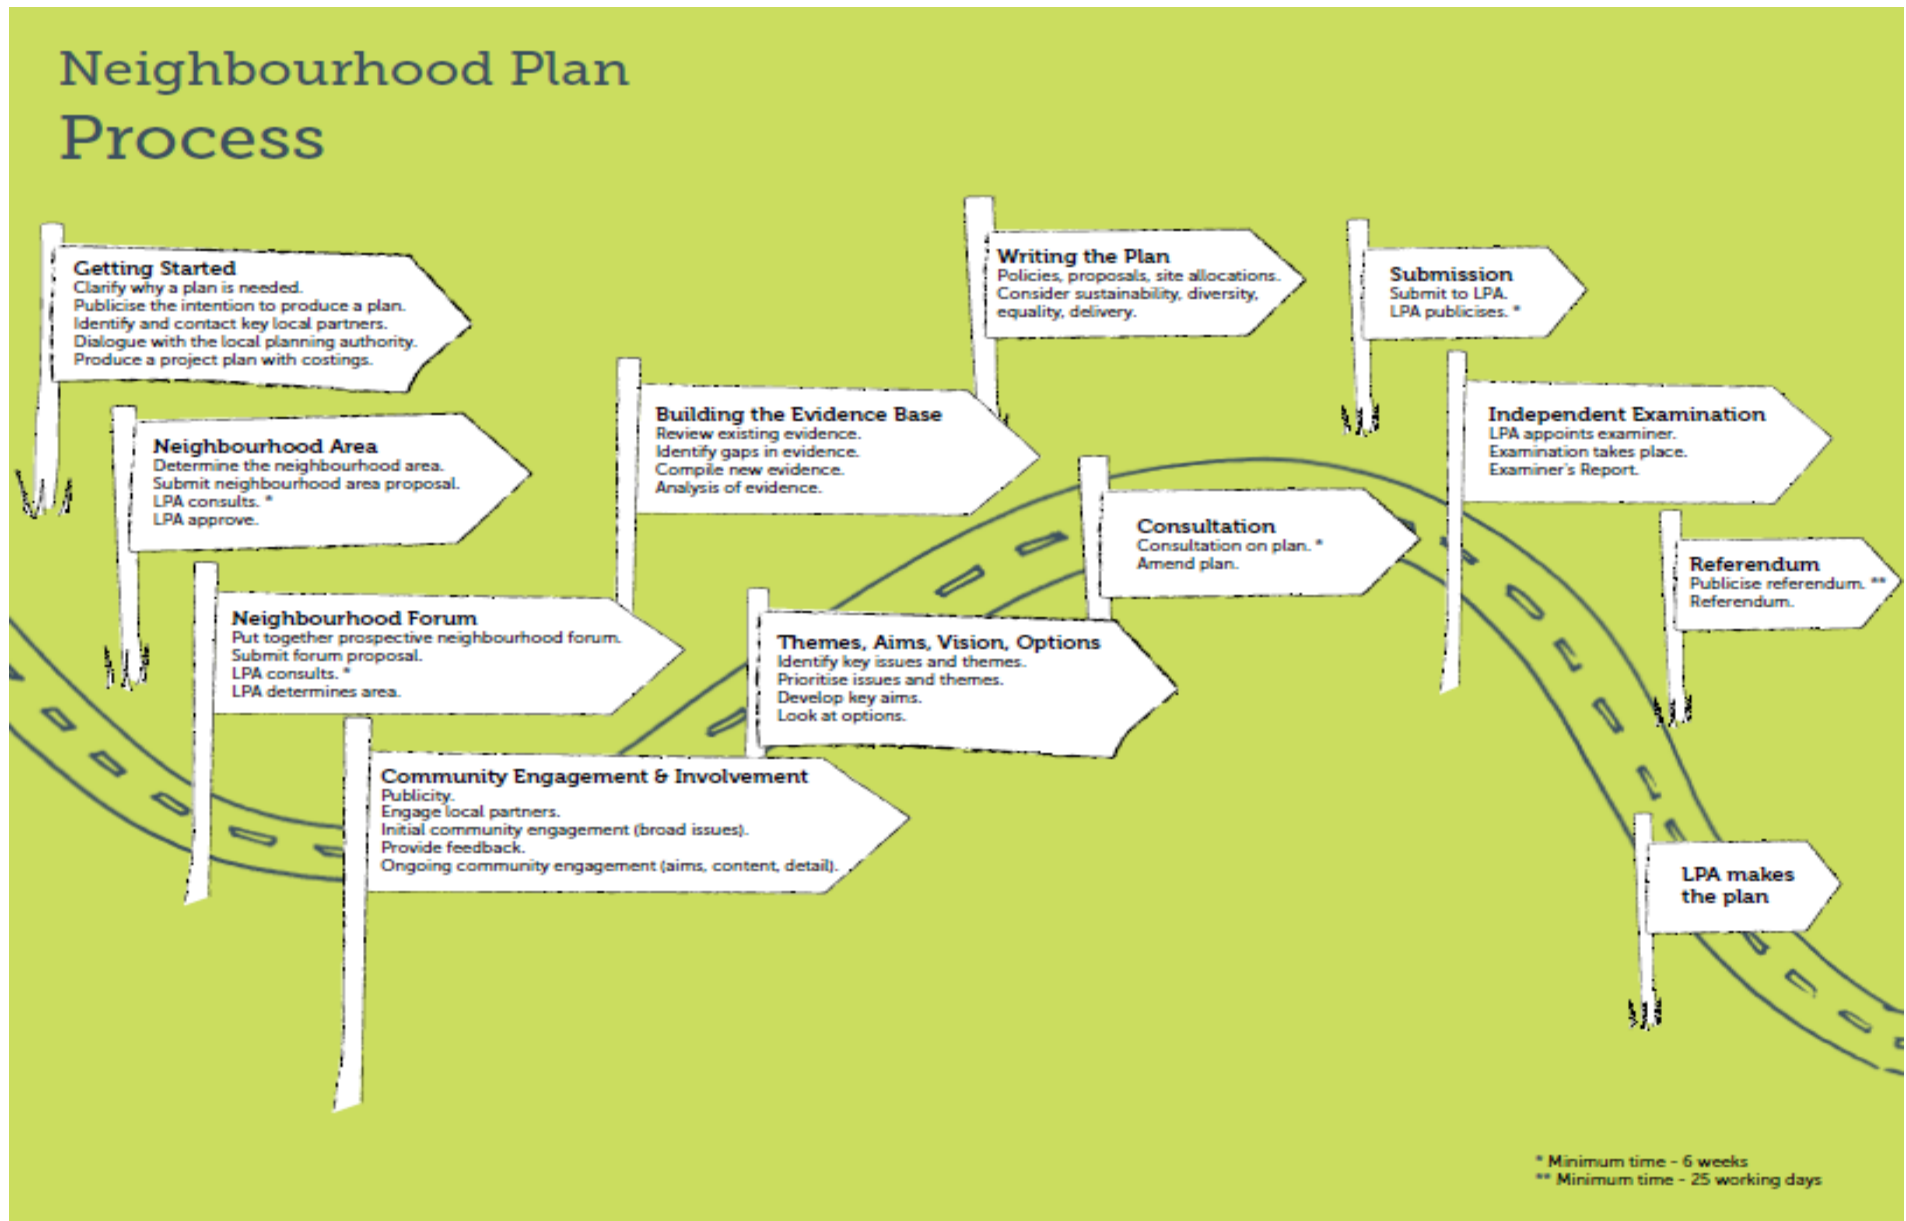 Neighbourhood Plan
Process
Getting Started
Clarify why a plan is needed.
Publicise the intention to produce a plan.
Identify and contact key local partners.
Dialogue with the local planning authority.
Produce a project plan with costings.
Neighbourhood Area
Determine the neighbourhood area.
Submit neighbourhood area proposal.
LPA consults. *
LPA approve.
Neighbourhood Forum
Put together prospective neighbourhood forum.
Submit forum proposal.
LPA consults. *
LPA determines area.
Community Engagement & Involvement
Publicity.
Engage local partners.
Initial community engagement (broad issues).
Provide feedback.
Ongoing community engagement (aims, content, detail).
Building the Evidence Base
Review existing evidence.
Identify gaps in evidence.
Compile new evidence.
Analysis of evidence.
Themes, Aims, Vision, Options
Identify key issues and themes.
Prioritise issues and themes.
Develop key aims.
Look at options.
Writing the Plan
Policies, proposals, site allocations.
Consider sustainability, diversity,
equality, delivery.
Consultation
Consultation on plan. *
Amend plan.
Submission
Submit to LPA.
LPA publicises. *
Independent Examination
LPA appoints examiner.
Examination takes place.
Examiner's Report.
Referendum
Publicise referendum. **
Referendum.
LPA makes
the plan
* Minimum time - 6 weeks
** Minimum time - 25 working days